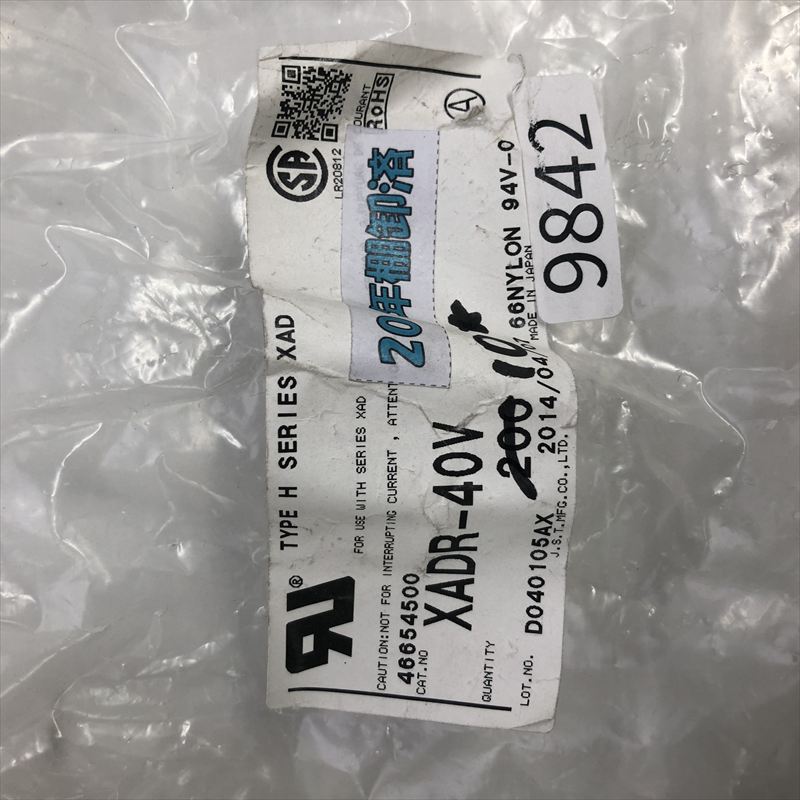 TYPE H SERIES XAD
LR20812
RoHS
FOR USE WITH SERIES XAD
CAUTION:NOT FOR INTERRUPTING CURRENT , ATTENT
OURANT
20年棚卸済
46654500
CAT.NO
XADR-40V
A
QUANTITY
200
2014/04/
66NYLON 94V-0
MADE IN JAPAN
LOT.NO.
D040105AX
J.S.T.MFG.CO.,LTD.
9842